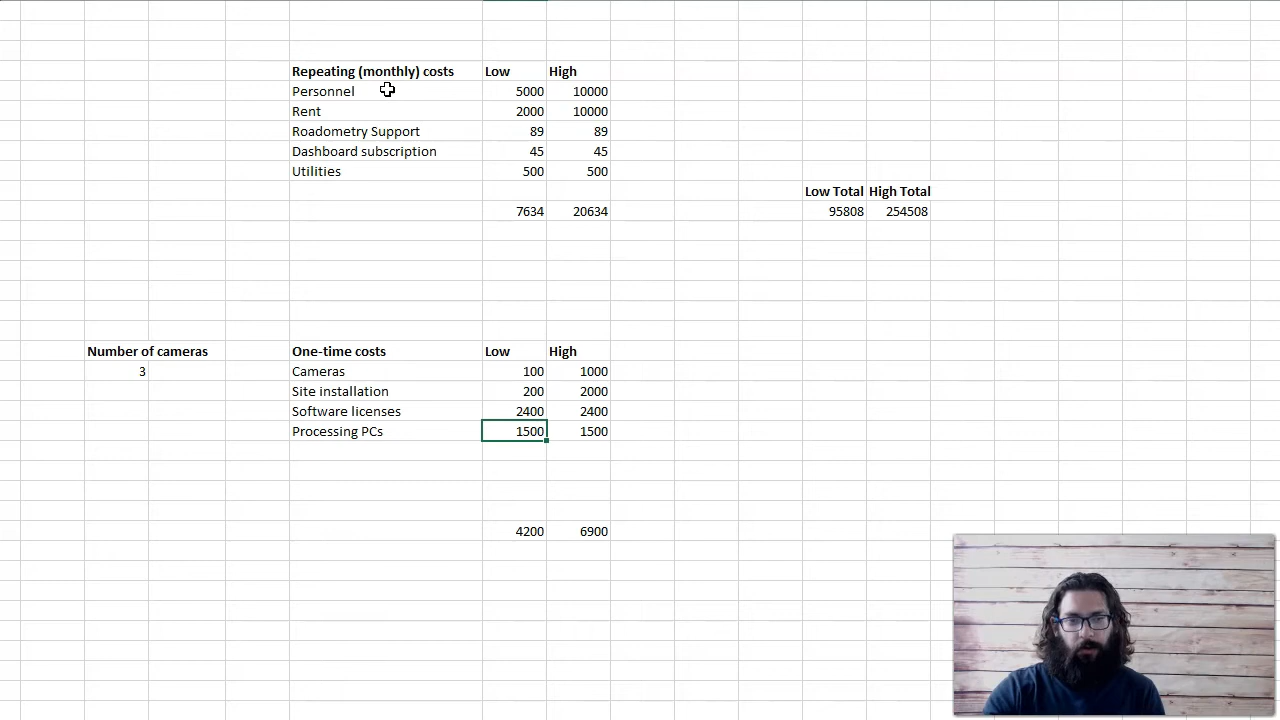 Repeating (monthly) costs Low High
Personnel 5000 10000
Rent 2000 10000
Roadometry Support 89 89
Dashboard subscription 45 45
Utilities 500 500
Low Total High Total
7634 20634 95808 254508
Number of cameras One-time costs Low High
3 Cameras 100 1000
Site installation 200 2000
Software licenses 2400 2400
Processing PCs 1500 1500
4200 6900